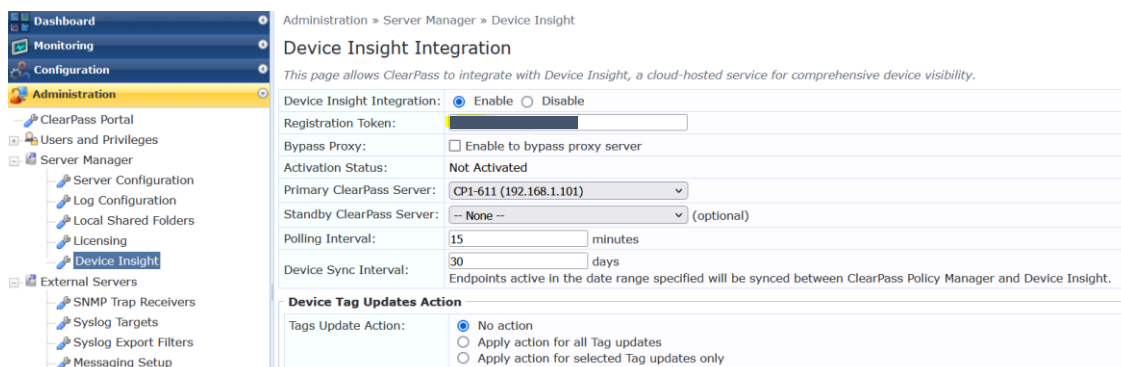 Dashboard
Monitoring
Configuration
Administration
ClearPass Portal
Users and Privileges
Server Manager
Server Configuration
Log Configuration
Local Shared Folders
Licensing
Device Insight
External Servers
SNMP Trap Receivers
Syslog Targets
Syslog Export Filters
Messaging Setup
Administration » Server Manager » Device Insight
Device Insight Integration
This page allows ClearPass to integrate with Device Insight, a cloud-hosted service for comprehensive device visibility.
Device Insight Integration: Enable Disable
Registration Token:
Bypass Proxy: Enable to bypass proxy server
Activation Status: Not Activated
Primary ClearPass Server: CP1-611 (192.168.1.101)
Standby ClearPass Server: -- None -- (optional)
Polling Interval: 15 minutes
Device Sync Interval: 30 days
Endpoints active in the date range specified will be synced between ClearPass Policy Manager and Device Insight.
Device Tag Updates Action
Tags Update Action: No action
Apply action for all Tag updates
Apply action for selected Tag updates only